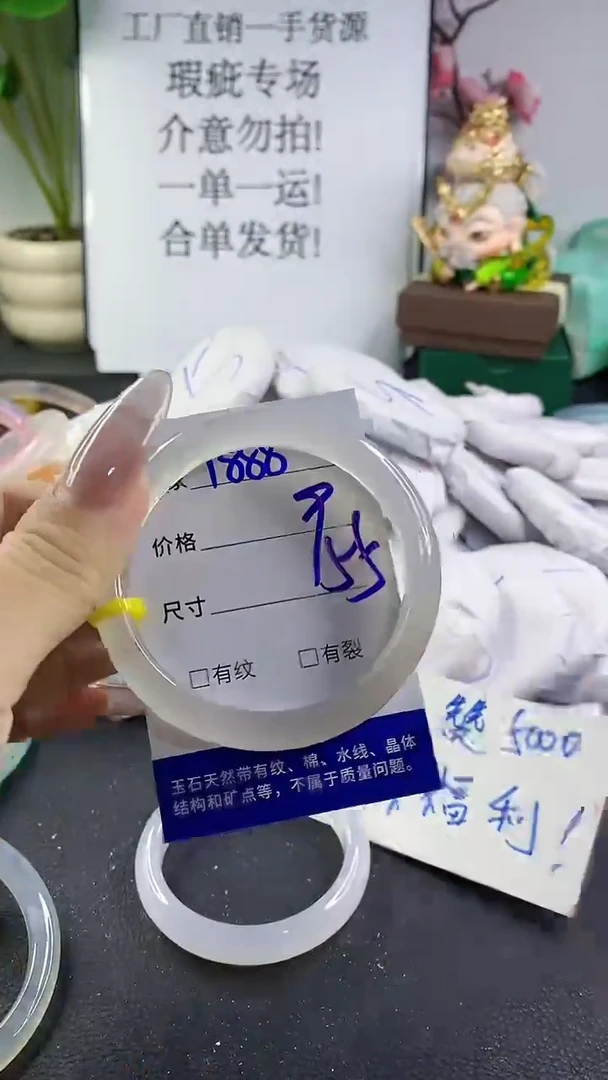 工厂直销一手货源
瑕疵专场
介意勿拍!
一单一运!
合单发货!
1888
价格
尺寸
□有纹 □有裂
玉石天然带有纹、棉、水线、晶体
结构和矿点等，不属于质量问题。
赞 5000
福利!